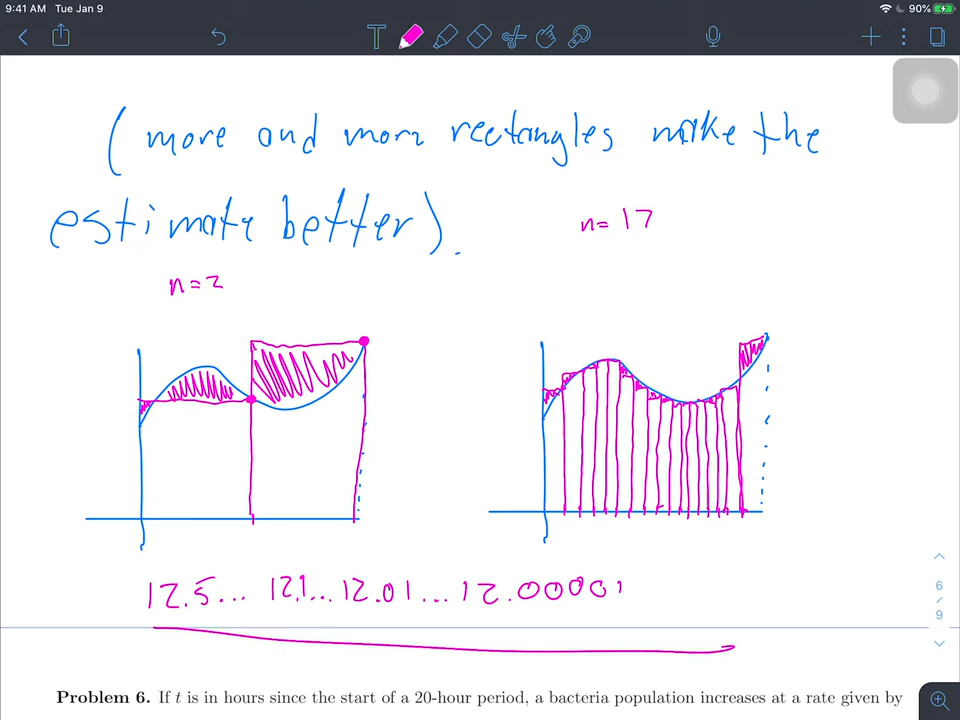 9:41 AM Tue Jan 9
90%
(more and more rectangles make the
estimate better).
n=17
n=2
12.5... 12.1...12.01...12.00001
6
/
9
Problem 6. If t is in hours since the start of a 20-hour period, a bacteria population increases at a rate given by